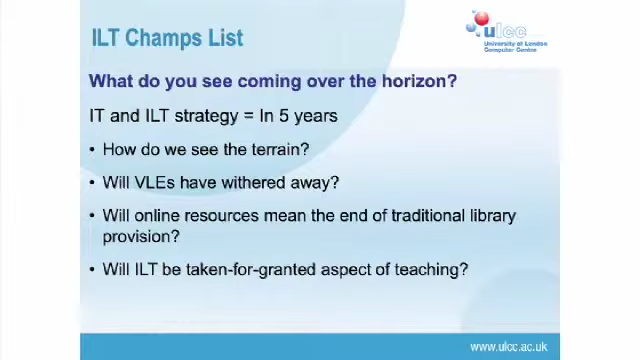 ILT Champs List
ulcc
University of London
Computer Centre
What do you see coming over the horizon?
IT and ILT strategy = In 5 years
• How do we see the terrain?
• Will VLEs have withered away?
• Will online resources mean the end of traditional library
provision?
• Will ILT be taken-for-granted aspect of teaching?
www.ulcc.ac.uk